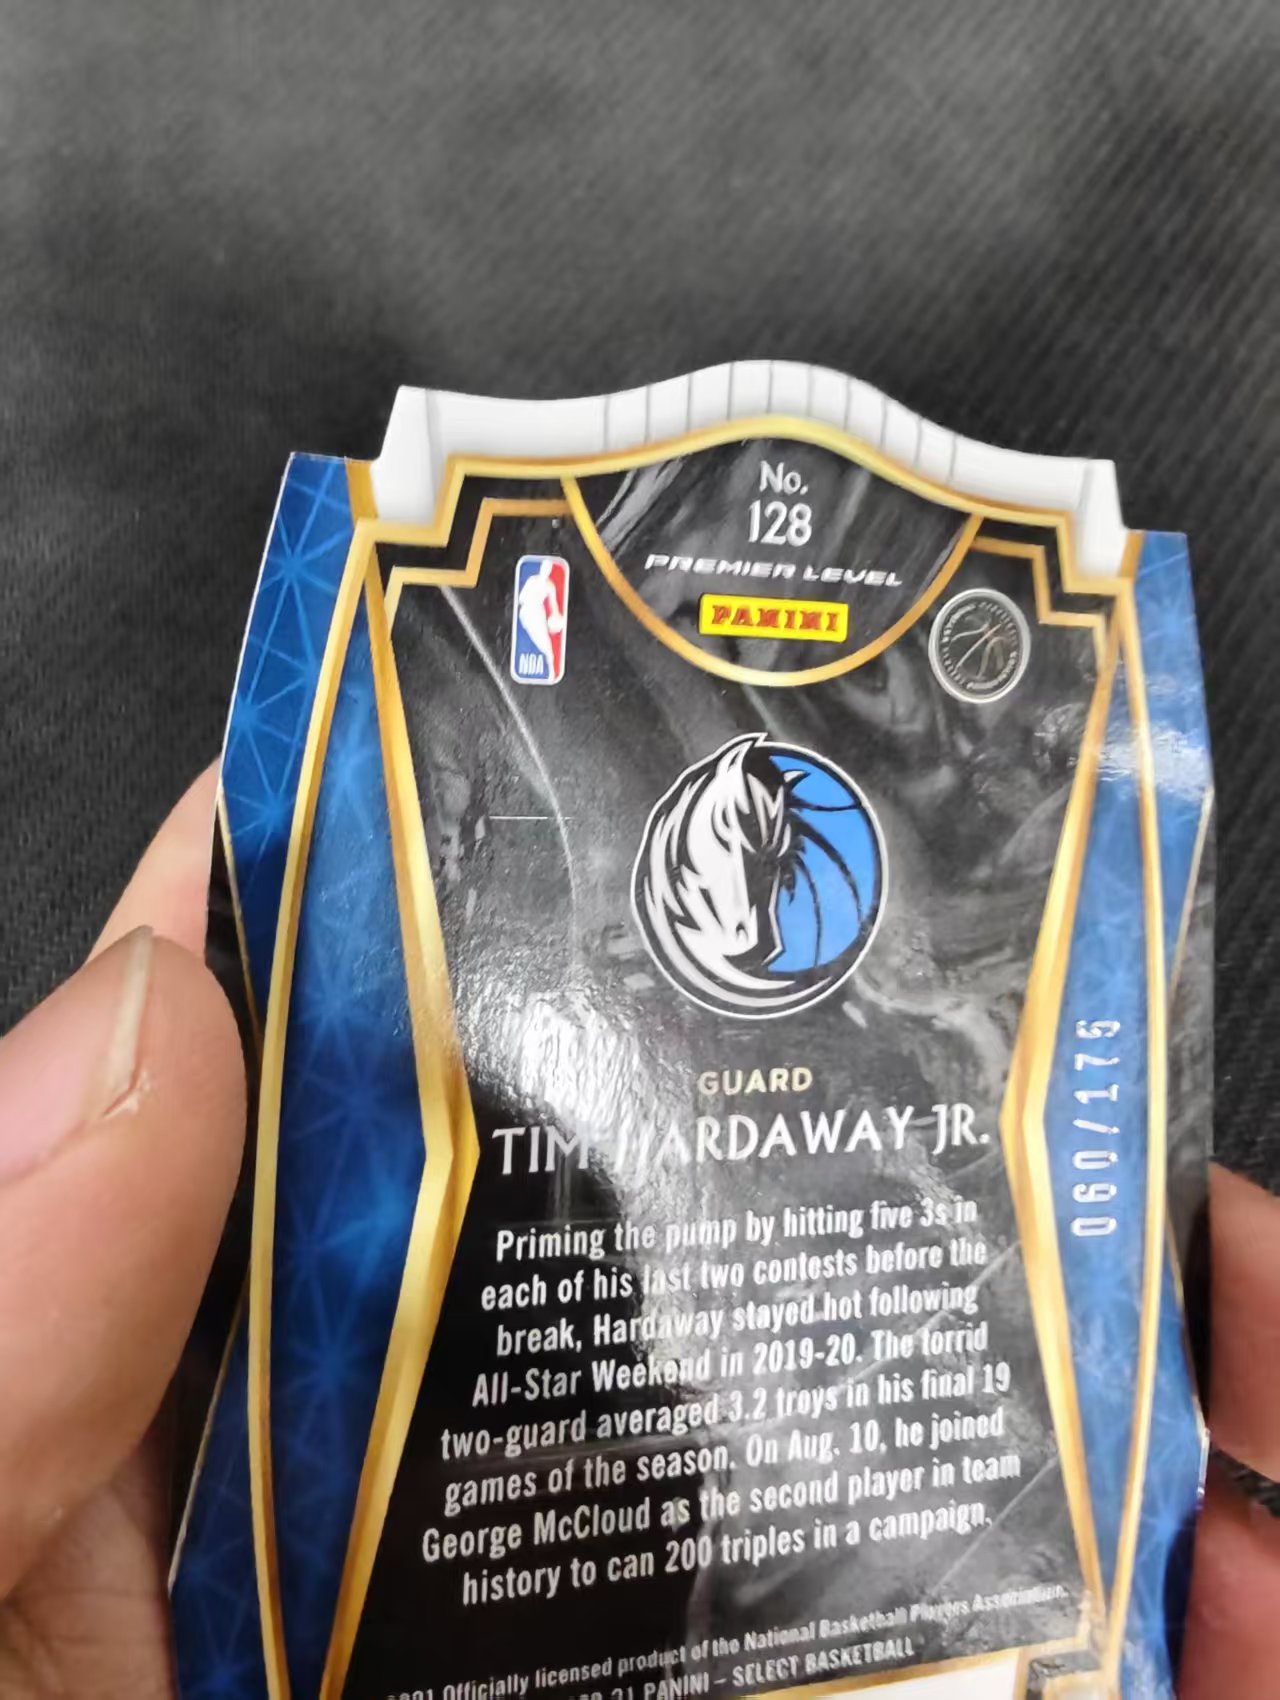 No.
128
PREMIER LEVEL
PANINI
NBA
GUARD
TIM HARDAWAY JR.
060/175
Priming the pump by hitting five 3s in
each of his last two contests before the
break, Hardaway stayed hot following
All-Star Weekend in 2019-20. The torrid
two-guard averaged 3.2 treys in his final 19
games of the season. On Aug. 10, he joined
George McCloud as the second player in team
history to can 200 triples in a campaign.
Officially licensed product of the National Basketball Players Association.
21 PANINI – SELECT BASKETBALL